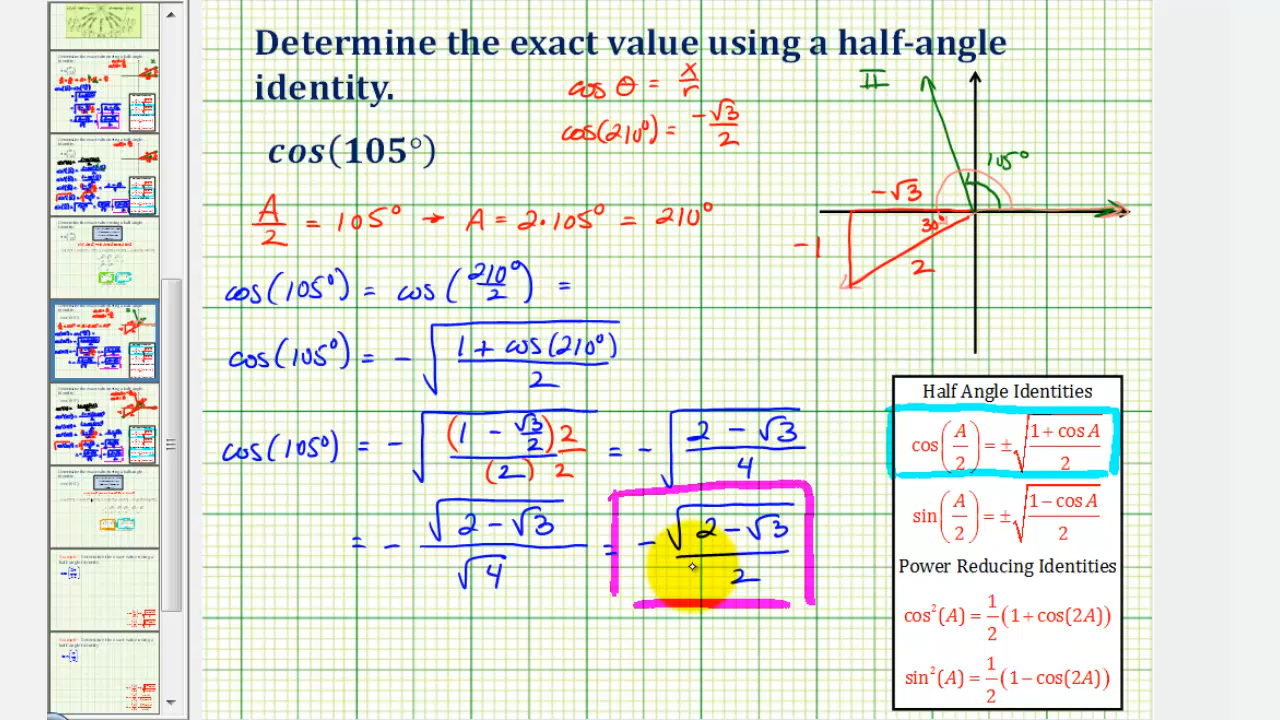 Determine the exact value using a half-angle
identity.
cos θ = x/r
cos(210°) = -√3/2
cos(105°)
A/2 = 105° → A = 2·105° = 210°
cos(105°) = cos(210°/2) =
cos(105°) = -√((1 + cos(210°))/2)
cos(105°) = -√((1 - √3/2)2/(2)2) = -√((2 - √3)/4)
= -√(2 - √3)/√4 = -√(2 - √3)/2
II
105°
-√3
30°
-1
2
Half Angle Identities
cos(A/2) = ±√((1 + cos A)/2)
sin(A/2) = ±√((1 - cos A)/2)
Power Reducing Identities
cos²(A) = 1/2(1 + cos(2A))
sin²(A) = 1/2(1 - cos(2A))